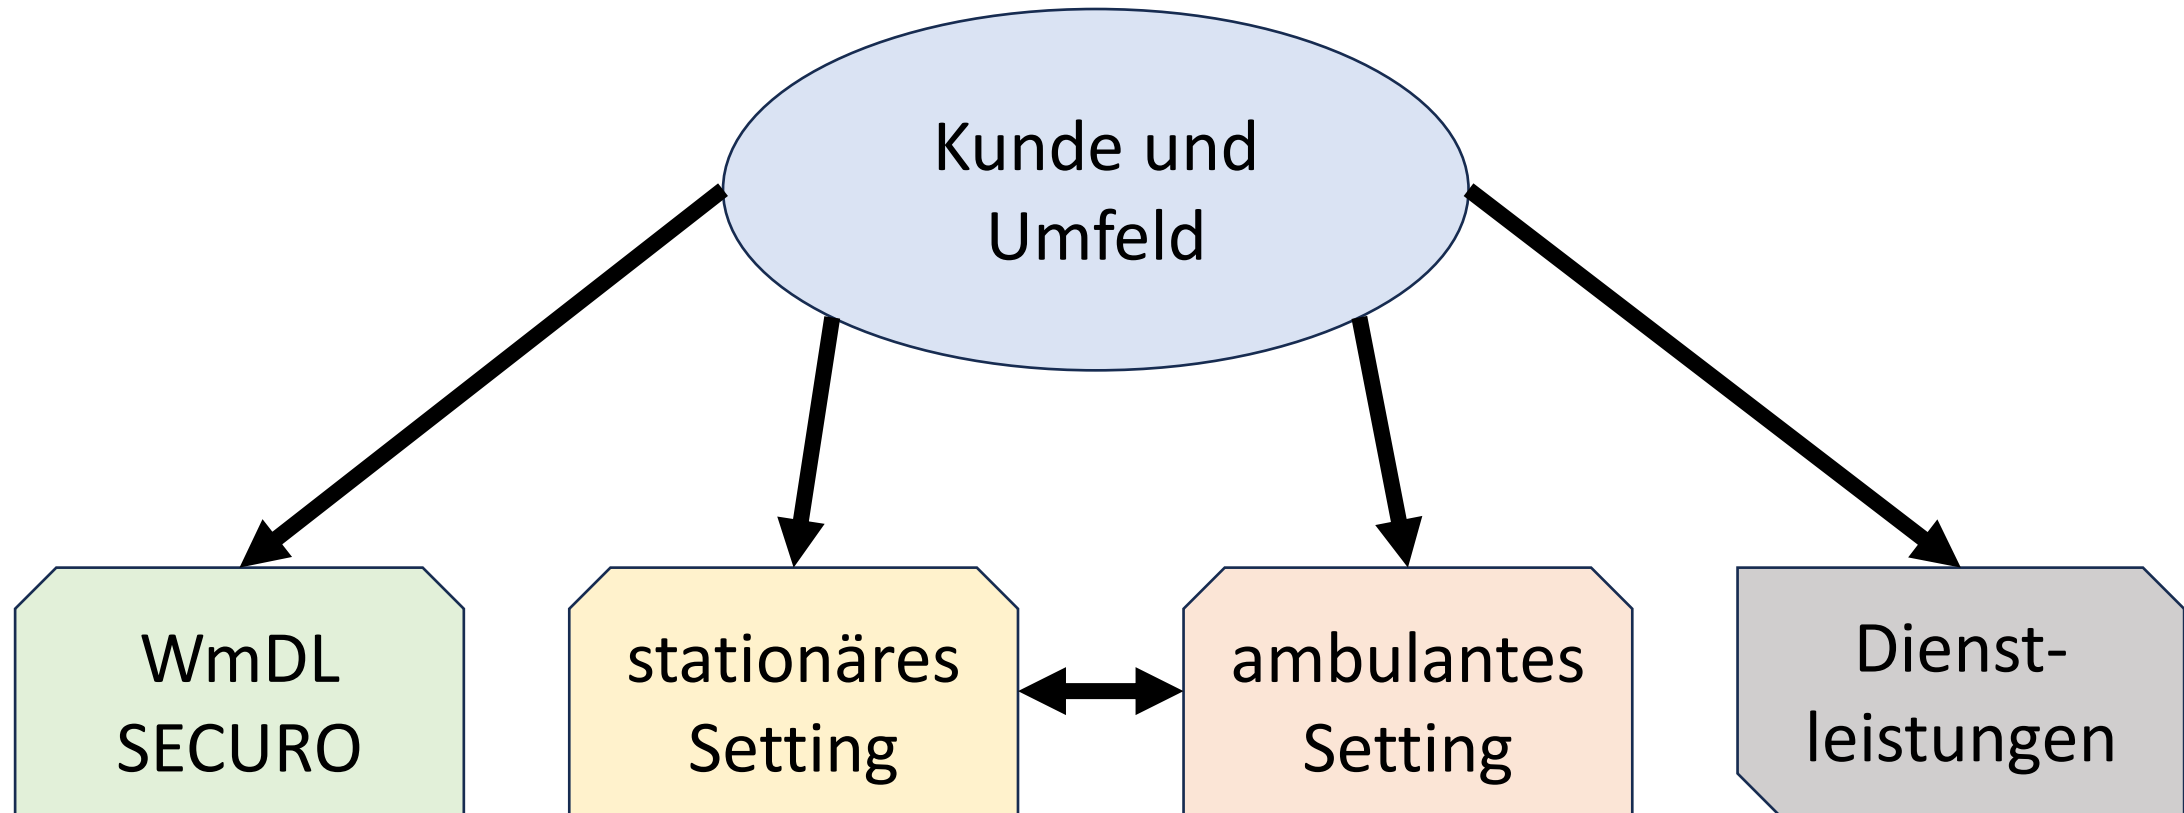 Kunde und
Umfeld
WmDL
SECURO
stationäres
Setting
ambulantes
Setting
Dienst-
leistungen